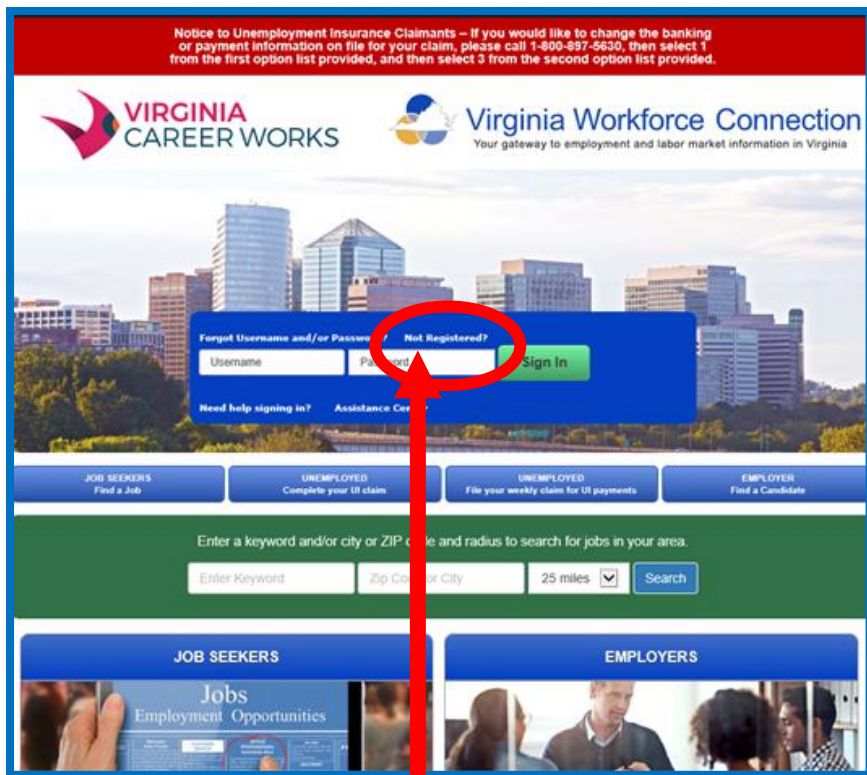 Notice to Unemployment Insurance Claimants – If you would like to change the banking
or payment information on file for your claim, please call 1-800-897-5630, then select 1
from the first option list provided, and then select 3 from the second option list provided.
VIRGINIA
CAREER WORKS
Virginia Workforce Connection
Your gateway to employment and labor market information in Virginia
Forgot Username and/or Password? Not Registered?
Username Password Sign In
Need help signing in? Assistance Center
JOB SEEKERS
Find a Job
UNEMPLOYED
Complete your UI claim
UNEMPLOYED
File your weekly claim for UI payments
EMPLOYER
Find a Candidate
Enter a keyword and/or city or ZIP code and radius to search for jobs in your area.
Enter Keyword Zip Code or City 25 miles Search
JOB SEEKERS
EMPLOYERS
Jobs
Employment Opportunities